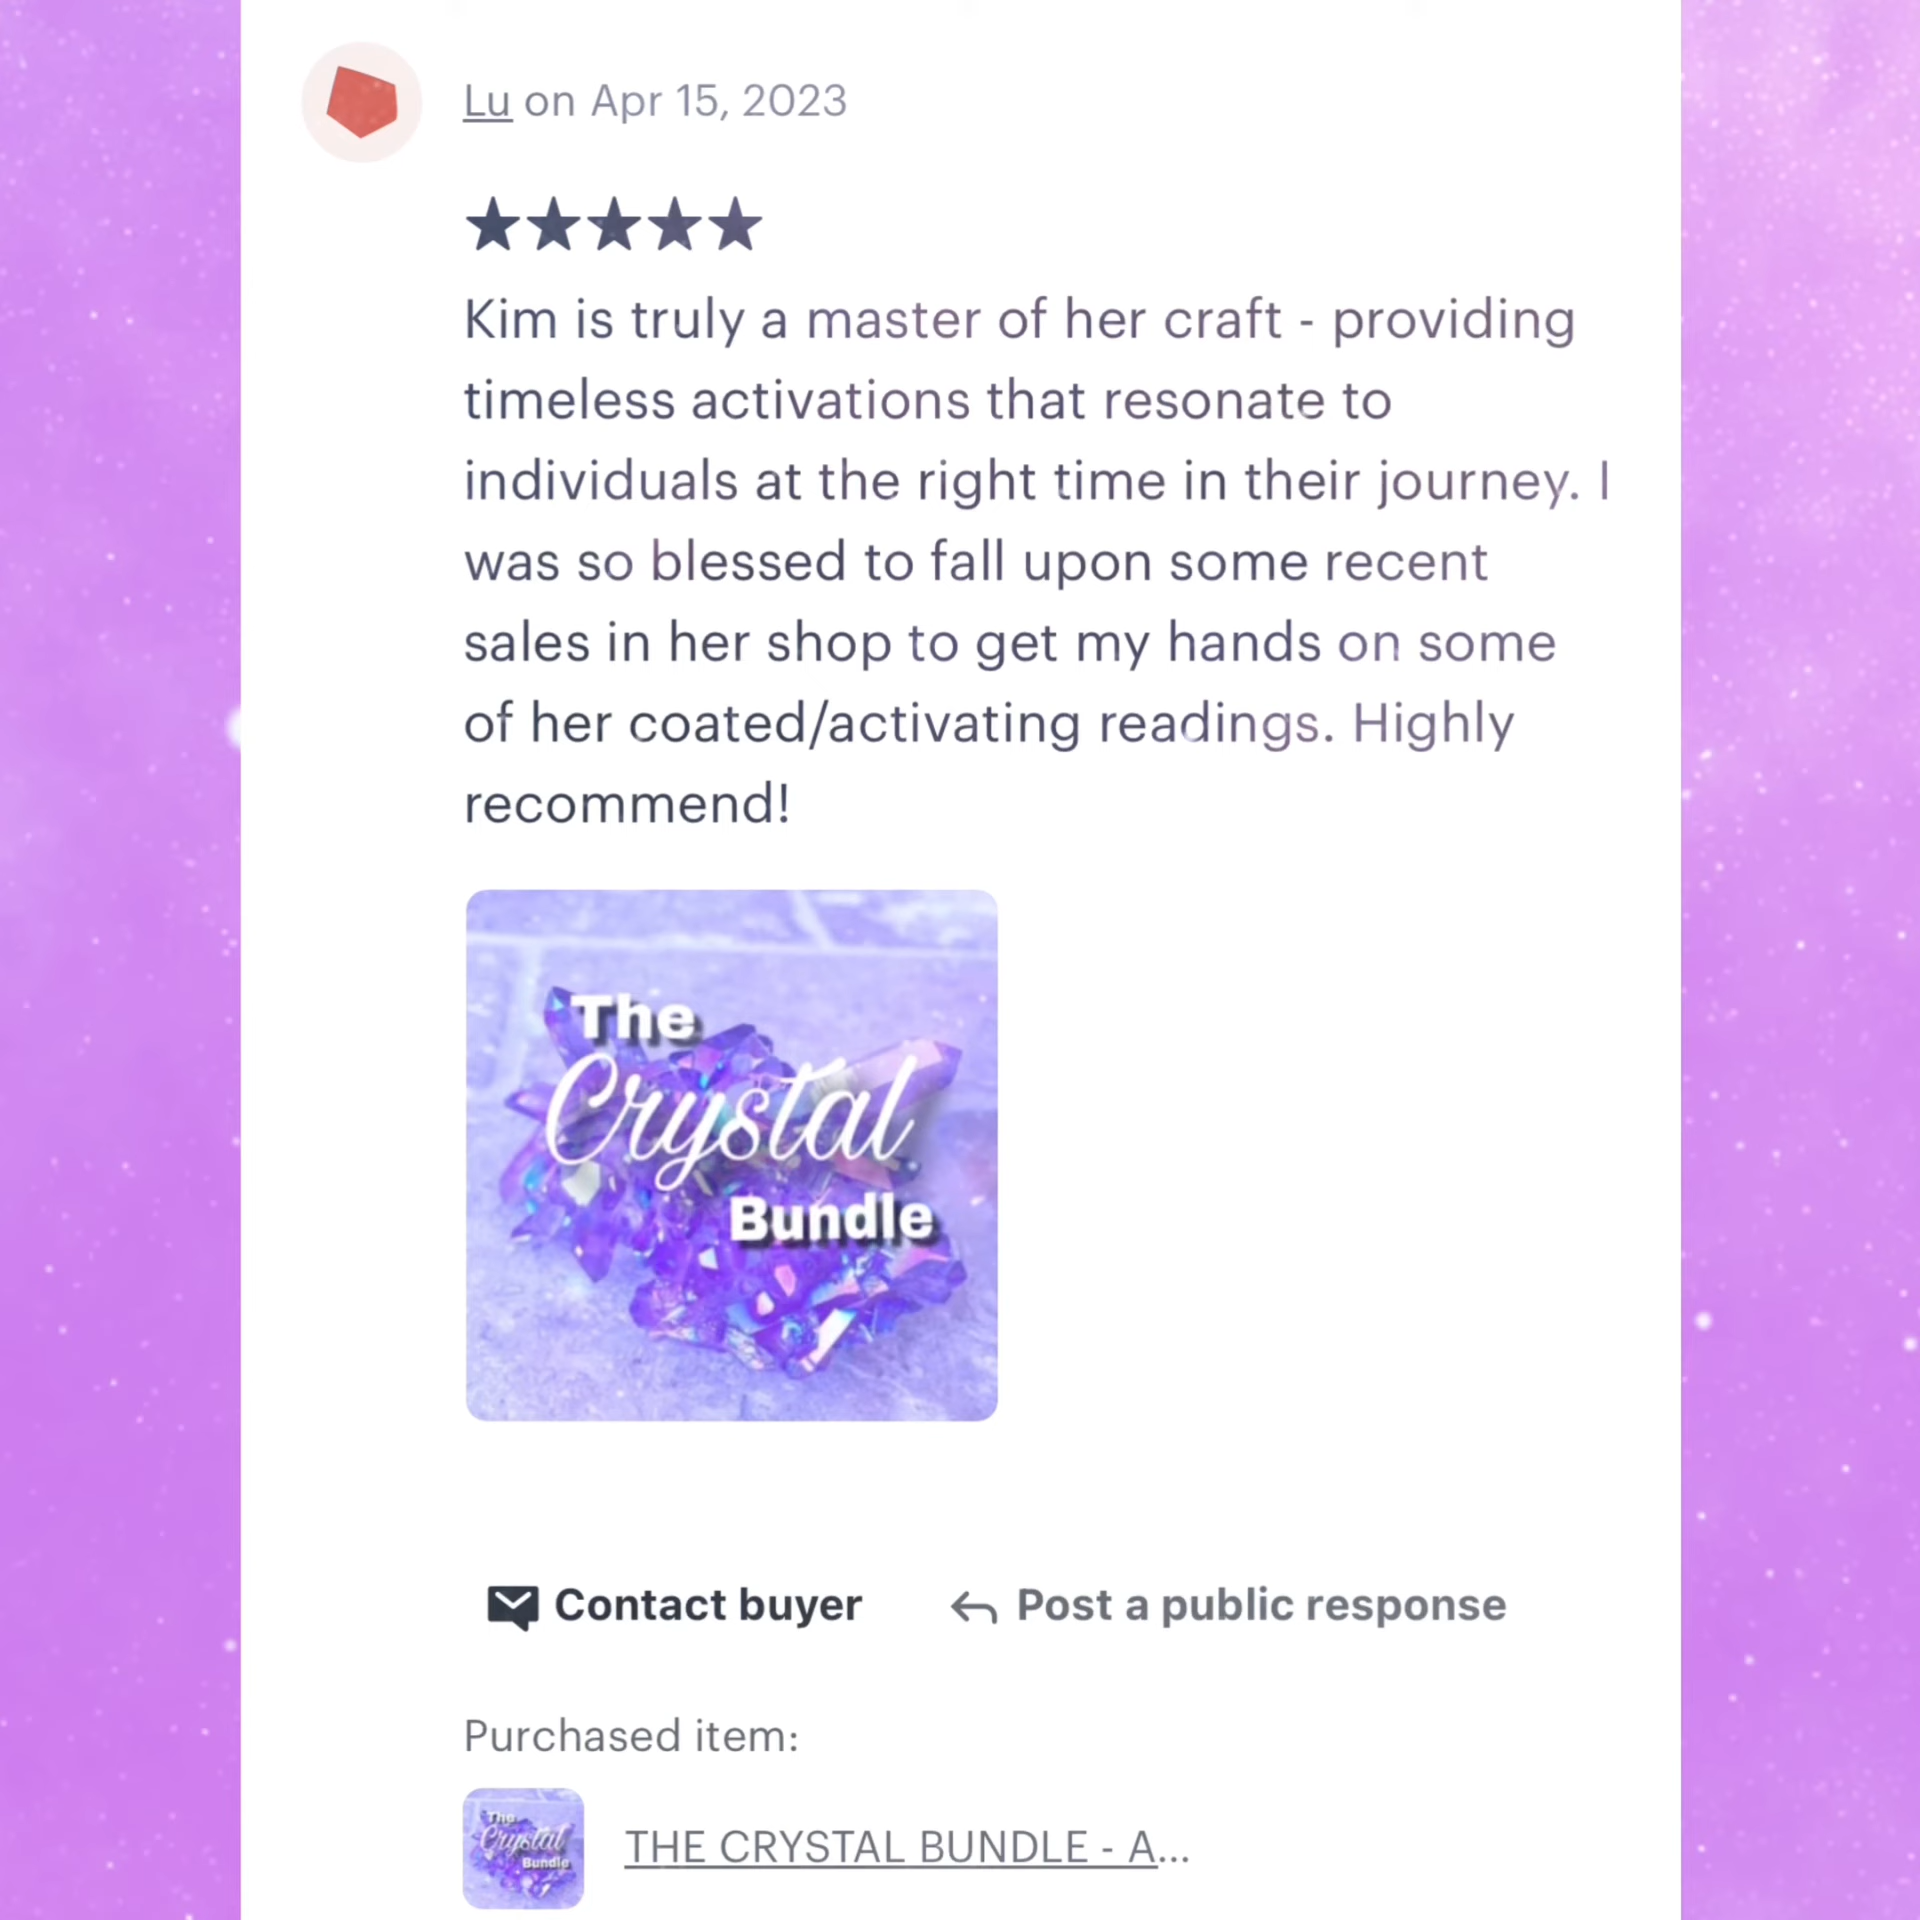 Lu on Apr 15, 2023
★★★★★
Kim is truly a master of her craft - providing
timeless activations that resonate to
individuals at the right time in their journey. I
was so blessed to fall upon some recent
sales in her shop to get my hands on some
of her coated/activating readings. Highly
recommend!
The
Crystal
Bundle
Contact buyer
Post a public response
Purchased item:
The
Crystal
Bundle
THE CRYSTAL BUNDLE - A...